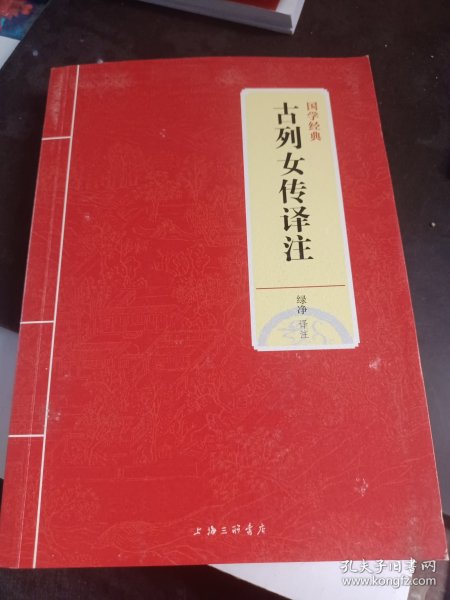 国学经典
古列女传译注
绿净 译注
上海三联书店
孔夫子旧书网
www.kongfz.com